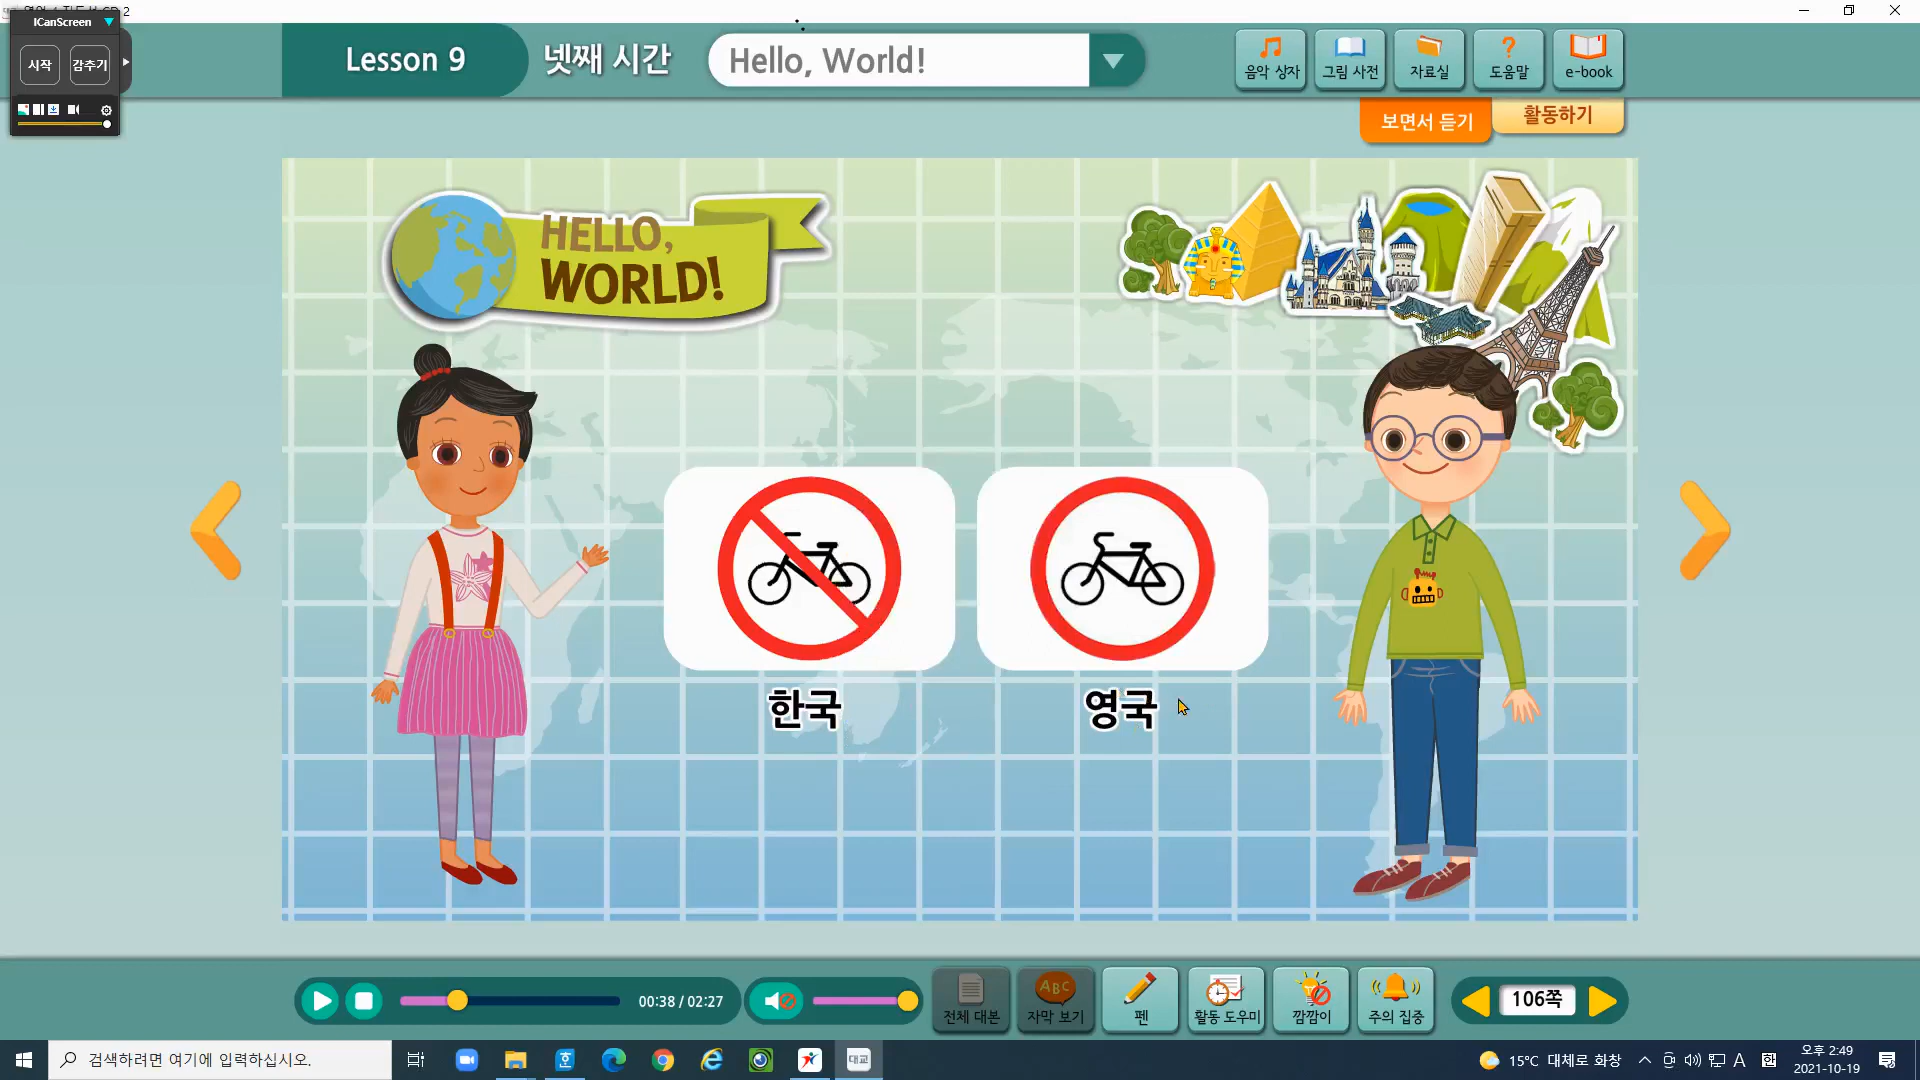 CD 2
ICanScreen
시작
감추기
Lesson 9
넷째 시간
Hello, World!
음악 상자
그림 사전
자료실
도움말
e-book
보면서 듣기
활동하기
HELLO,
WORLD!
한국
영국
00:38 / 02:27
전체 대본
ABC
자막 보기
펜
활동 도우미
깜깜이
주의 집중
106쪽
검색하려면 여기에 입력하십시오.
대교
15°C 대체로 화창
A
오후 2:49
2021-10-19